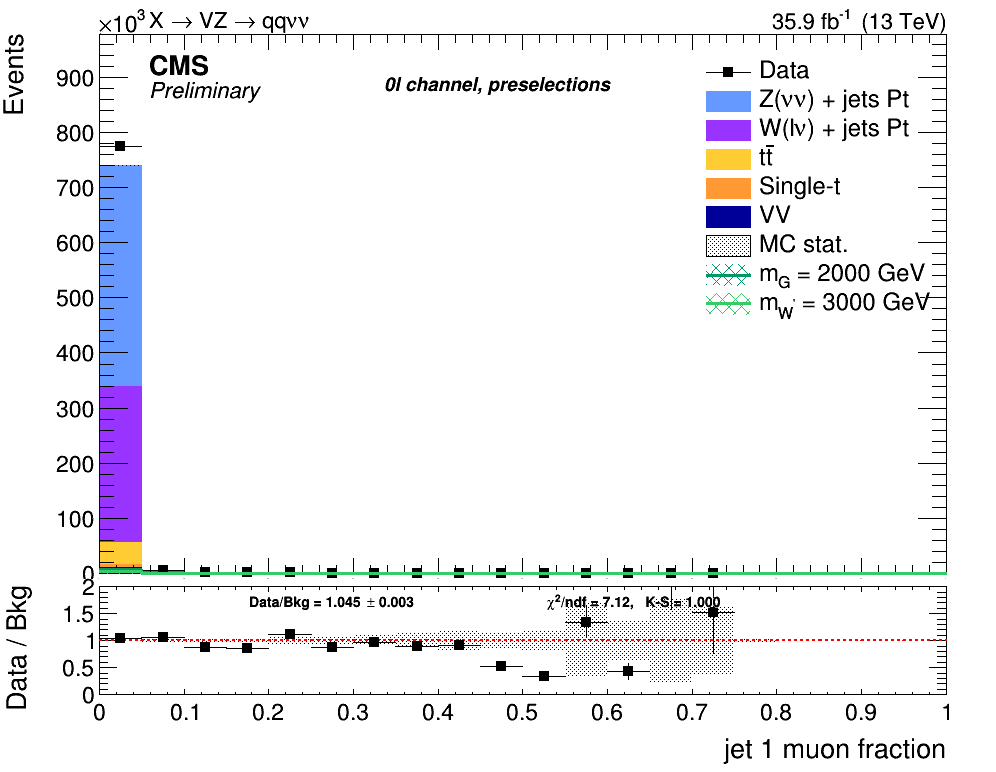 ×10³ X → VZ → qqνν 35.9 fb⁻¹ (13 TeV)
Events
CMS
Preliminary
0l channel, preselections
Data
Z(νν) + jets Pt
W(lν) + jets Pt
tt̄
Single-t
VV
MC stat.
m_G = 2000 GeV
m_W' = 3000 GeV
900
800
700
600
500
400
300
200
100
0
Data / Bkg
Data/Bkg = 1.045 ± 0.003 χ²/ndf = 7.12, K-S = 1.000
2
1.5
1
0.5
0
0 0.1 0.2 0.3 0.4 0.5 0.6 0.7 0.8 0.9 1
jet 1 muon fraction